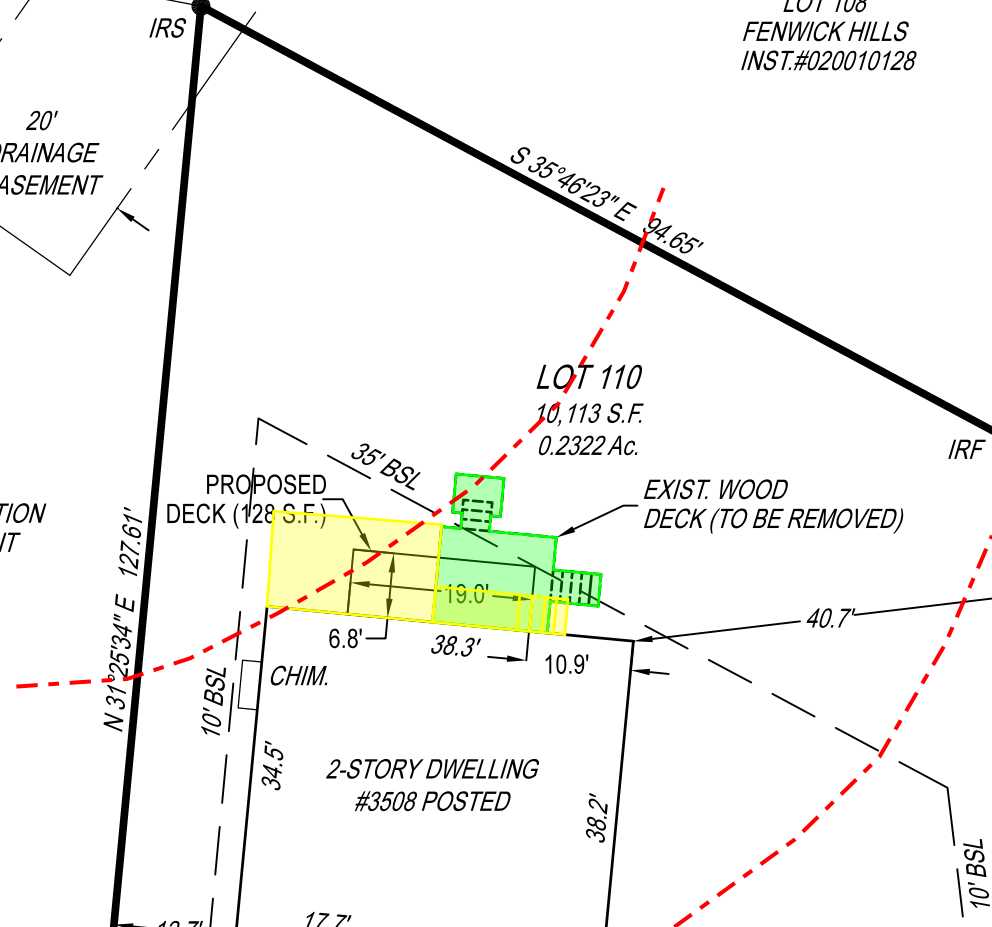 LOT 108
FENWICK HILLS
INST.#020010128
IRS
20'
DRAINAGE
EASEMENT
S 35°46'23" E 94.65'
LOT 110
10,113 S.F.
0.2322 Ac.
IRF
35' BSL
PROPOSED
DECK (128 S.F.)
EXIST. WOOD
DECK (TO BE REMOVED)
TION
IT
N 31°25'34" E 127.61'
19.0'
6.8'
38.3'
10.9'
40.7'
CHIM.
10' BSL
34.5'
2-STORY DWELLING
#3508 POSTED
38.2'
10' BSL
17.7'